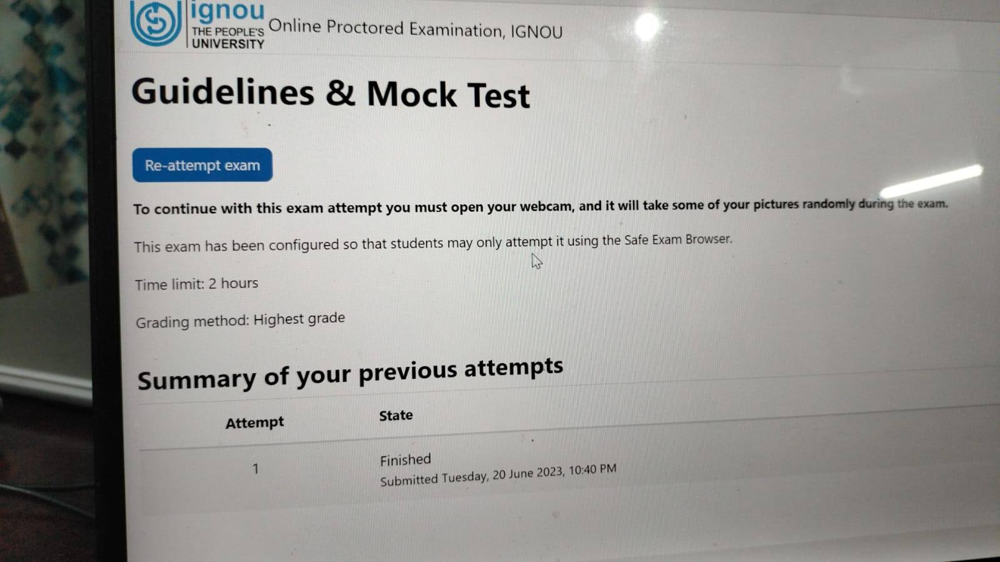 ignou
THE PEOPLE'S
UNIVERSITY
Online Proctored Examination, IGNOU
Guidelines & Mock Test
Re-attempt exam
To continue with this exam attempt you must open your webcam, and it will take some of your pictures randomly during the exam.
This exam has been configured so that students may only attempt it using the Safe Exam Browser.
Time limit: 2 hours
Grading method: Highest grade
Summary of your previous attempts
Attempt State
1 Finished
Submitted Tuesday, 20 June 2023, 10:40 PM